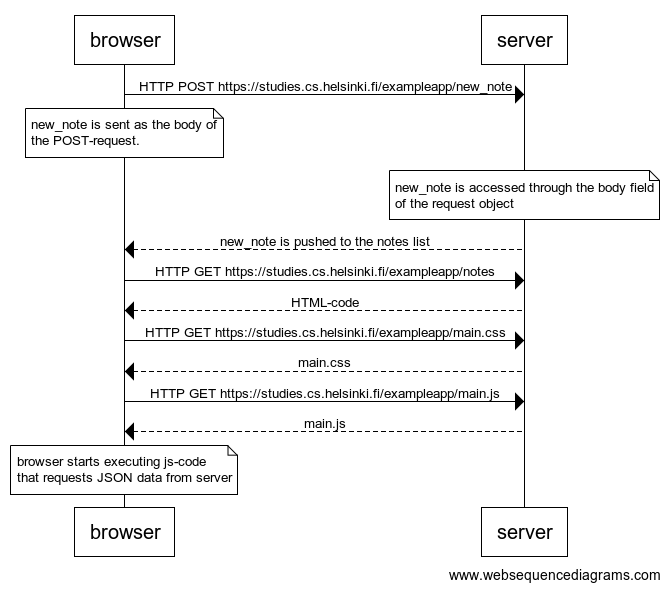 browser
server
HTTP POST https://studies.cs.helsinki.fi/exampleapp/new_note
new_note is sent as the body of
the POST-request.
new_note is accessed through the body field
of the request object
new_note is pushed to the notes list
HTTP GET https://studies.cs.helsinki.fi/exampleapp/notes
HTML-code
HTTP GET https://studies.cs.helsinki.fi/exampleapp/main.css
main.css
HTTP GET https://studies.cs.helsinki.fi/exampleapp/main.js
main.js
browser starts executing js-code
that requests JSON data from server
browser
server
www.websequencediagrams.com